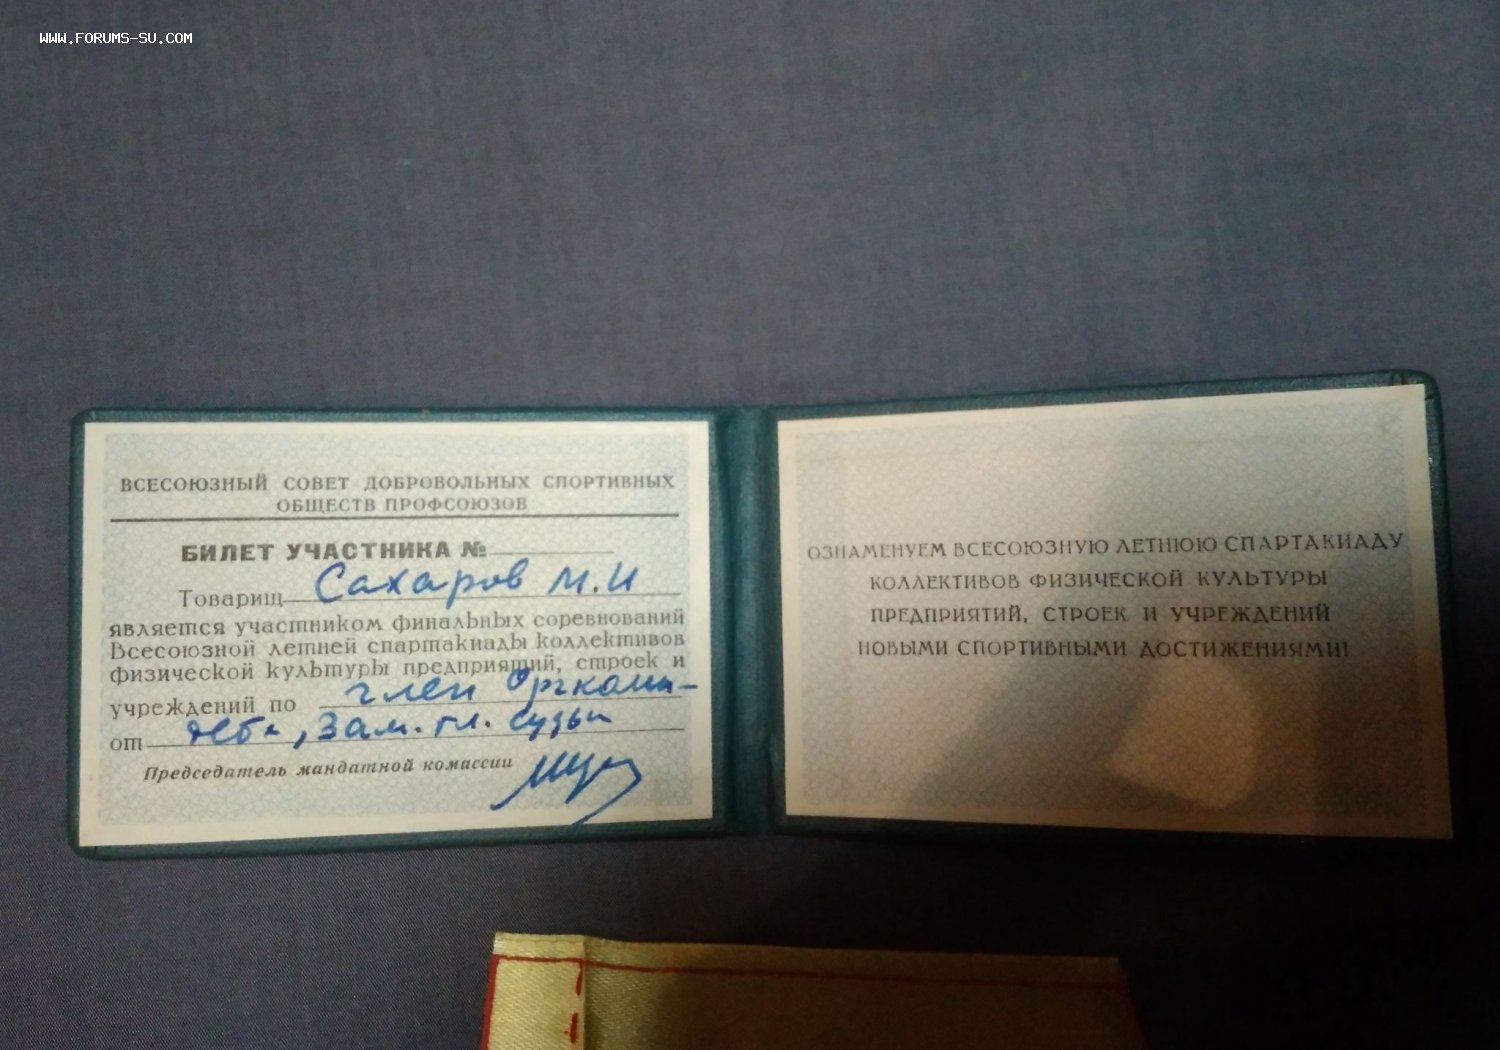 WWW.FORUMS-SU.COM
ВСЕСОЮЗНЫЙ СОВЕТ ДОБРОВОЛЬНЫХ СПОРТИВНЫХ
ОБЩЕСТВ ПРОФСОЮЗОВ
БИЛЕТ УЧАСТНИКА №
Товарищ Сахаров М.И
является участником финальных соревнований
Всесоюзной летней спартакиады коллективов
физической культуры предприятий, строек и
учреждений по член Оргкоми-
от тета, Зам. гл. судьи
Председатель мандатной комассии
ОЗНАМЕНУЕМ ВСЕСОЮЗНУЮ ЛЕТНЮЮ СПАРТАКИАДУ
КОЛЛЕКТИВОВ ФИЗИЧЕСКОЙ КУЛЬТУРЫ
ПРЕДПРИЯТИЙ, СТРОЕК И УЧРЕЖДЕНИЙ
НОВЫМИ СПОРТИВНЫМИ ДОСТИЖЕНИЯМИ!